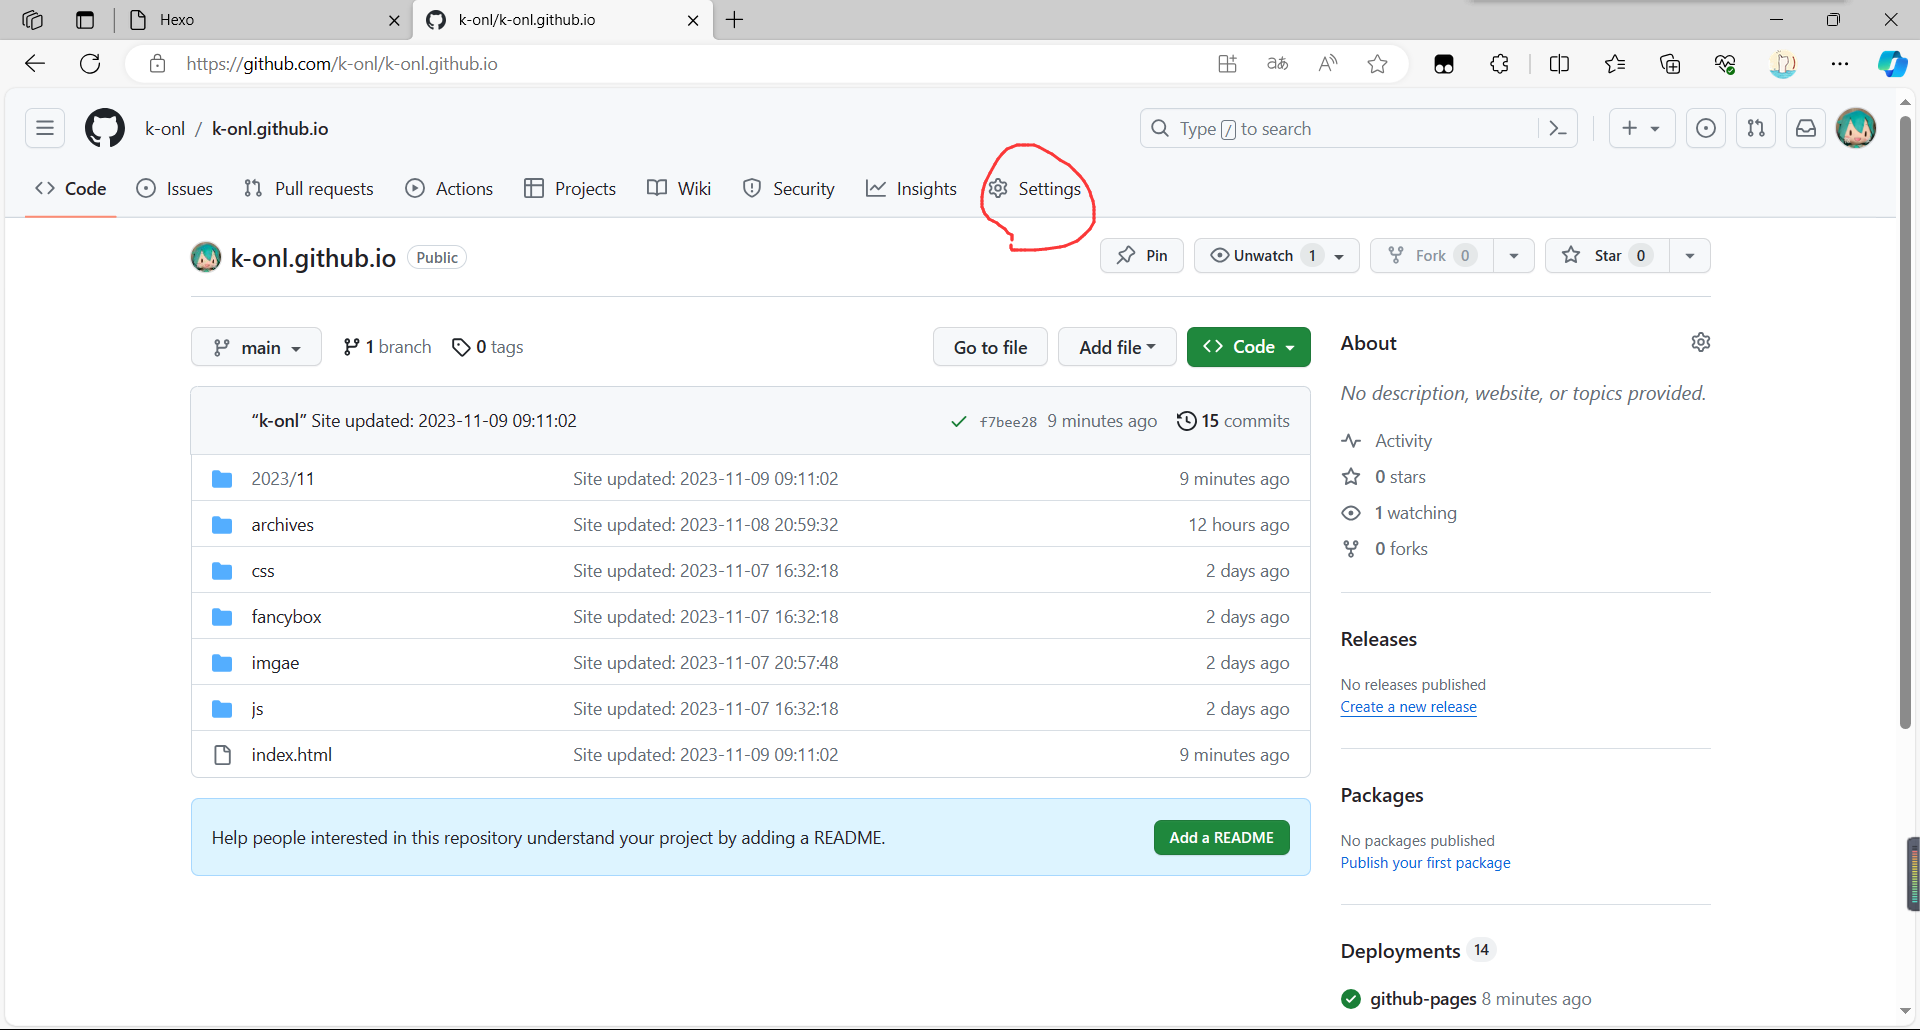 Hexo
k-onl/k-onl.github.io
https://github.com/k-onl/k-onl.github.io
aあ
A
k-onl / k-onl.github.io
Type / to search
Code
Issues
Pull requests
Actions
Projects
Wiki
Security
Insights
Settings
k-onl.github.io
Public
Pin
Unwatch 1
Fork 0
Star 0
main
1 branch
0 tags
Go to file
Add file
Code
“k-onl” Site updated: 2023-11-09 09:11:02
f7bee28 9 minutes ago
15 commits
2023/11 Site updated: 2023-11-09 09:11:02 9 minutes ago
archives Site updated: 2023-11-08 20:59:32 12 hours ago
css Site updated: 2023-11-07 16:32:18 2 days ago
fancybox Site updated: 2023-11-07 16:32:18 2 days ago
imgae Site updated: 2023-11-07 20:57:48 2 days ago
js Site updated: 2023-11-07 16:32:18 2 days ago
index.html Site updated: 2023-11-09 09:11:02 9 minutes ago
Help people interested in this repository understand your project by adding a README.
Add a README
About
No description, website, or topics provided.
Activity
0 stars
1 watching
0 forks
Releases
No releases published
Create a new release
Packages
No packages published
Publish your first package
Deployments 14
github-pages 8 minutes ago